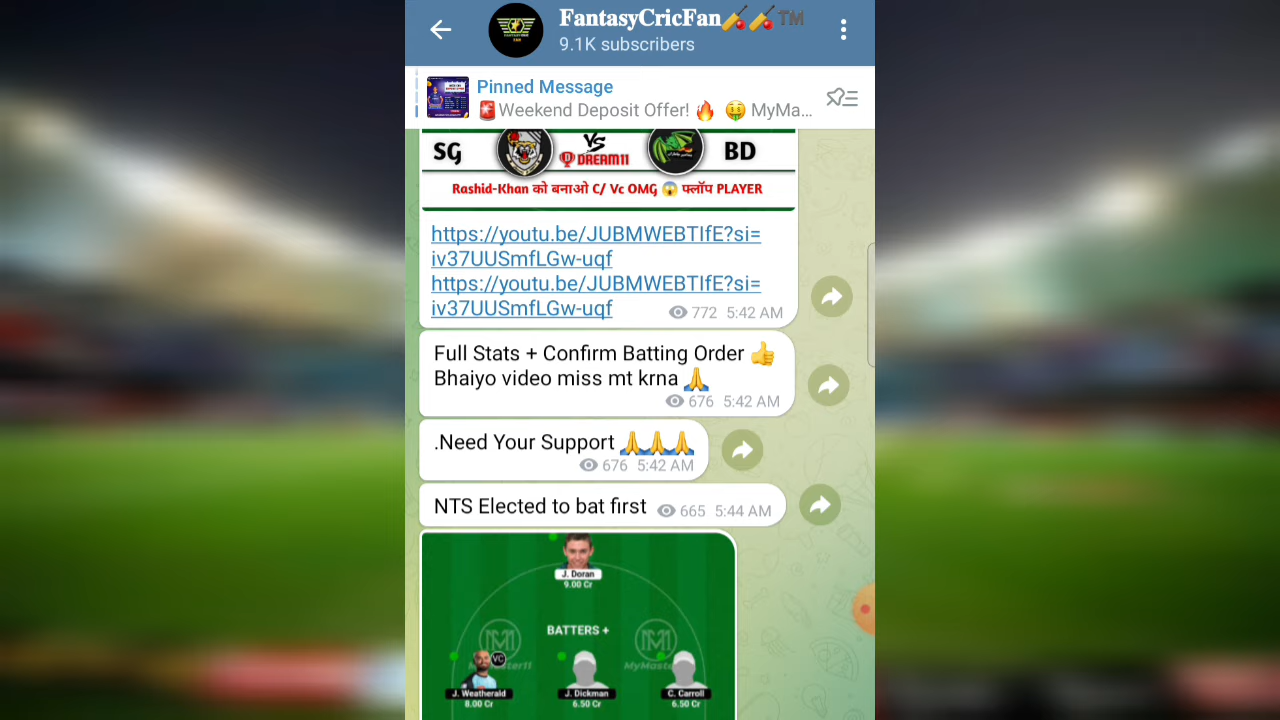 FantasyCricFan🏏🏏™️
9.1K subscribers
Pinned Message
🚨Weekend Deposit Offer! 🔥 🤑 MyMa...
SG
VS
DREAM11
BD
Rashid-Khan को बनाओ C/ Vc OMG 😱 फ्लॉप PLAYER
https://youtu.be/JUBMWEBTIfE?si=
iv37UUSmfLGw-uqf
https://youtu.be/JUBMWEBTIfE?si=
iv37UUSmfLGw-uqf
772 5:42 AM
Full Stats + Confirm Batting Order 👍
Bhaiyo video miss mt krna 🙏
676 5:42 AM
.Need Your Support 🙏🙏🙏
676 5:42 AM
NTS Elected to bat first 665 5:44 AM
J. Doran
9.00 Cr
BATTERS +
VC
J. Weatherald
8.00 Cr
J. Dickman
6.50 Cr
C. Carroll
6.50 Cr